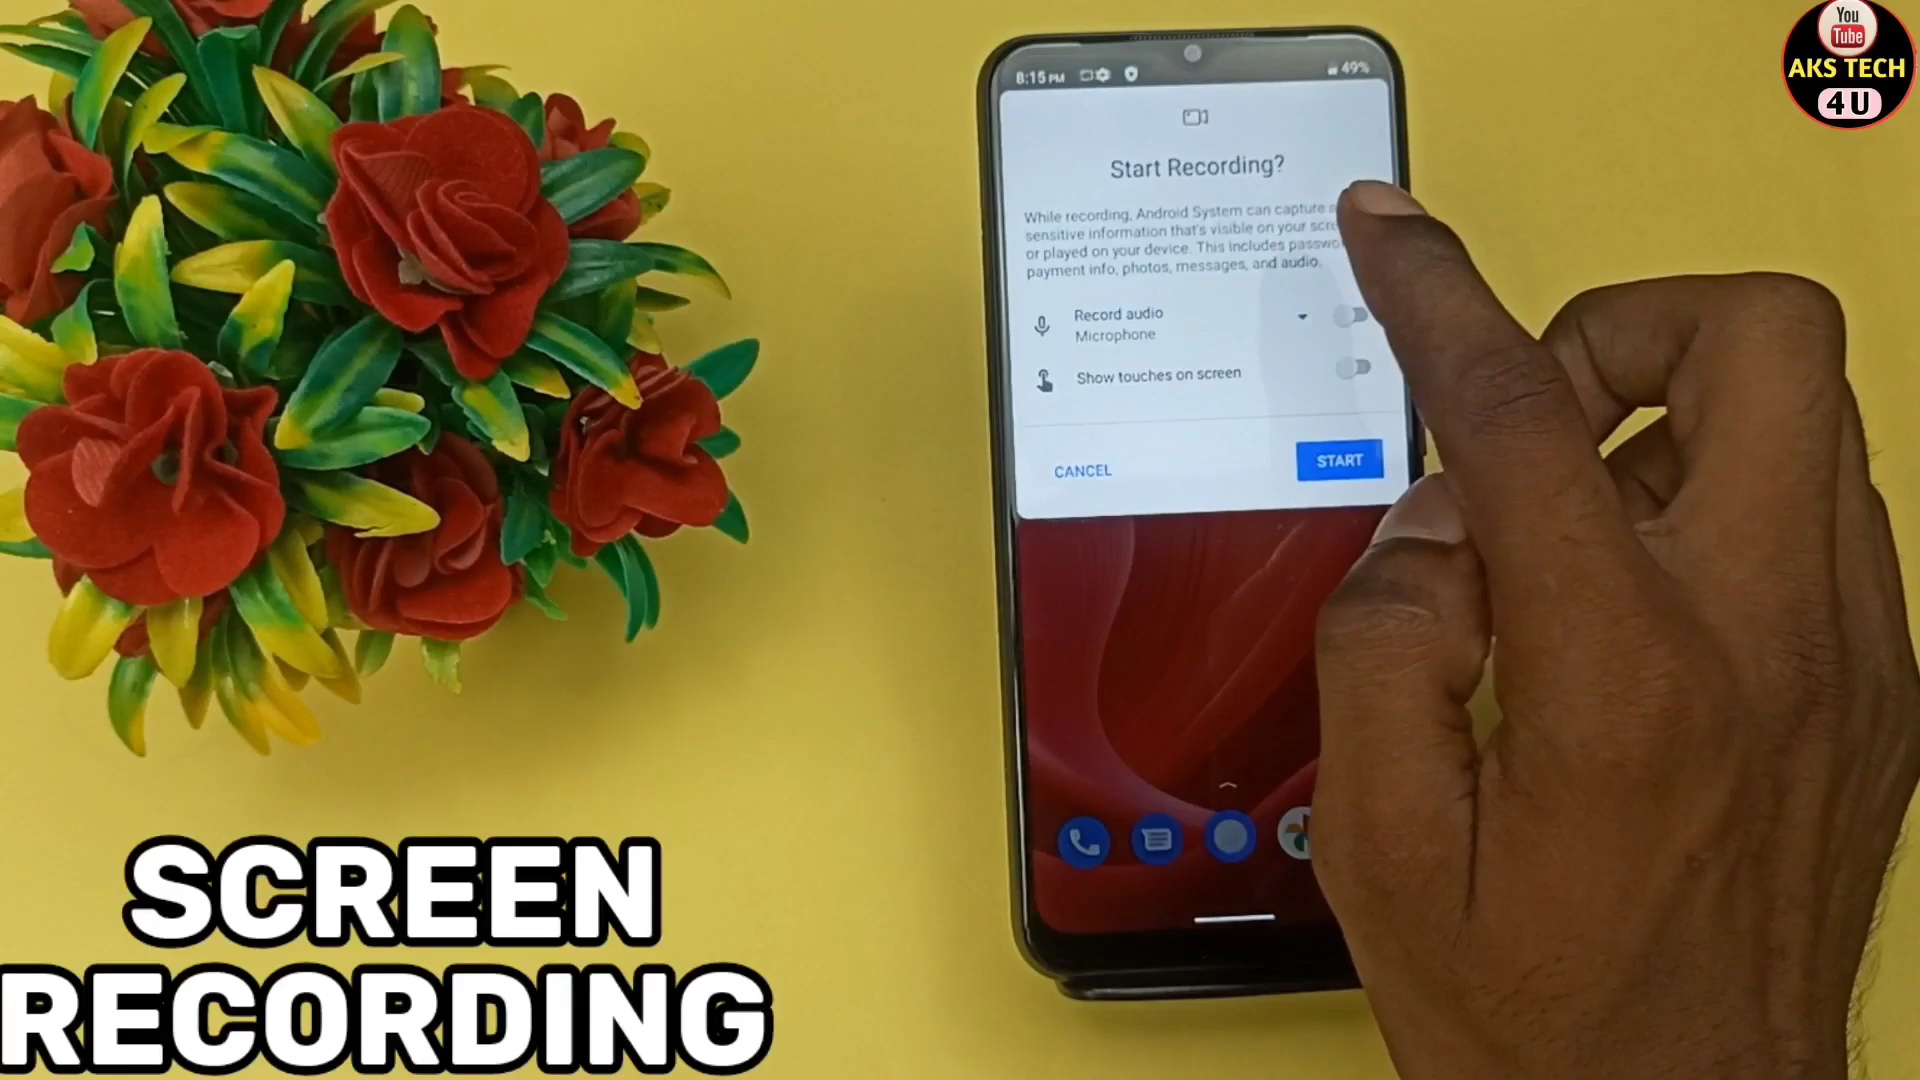 You
Tube
AKS TECH
4 U
8:15 PM
49%
Start Recording?
While recording, Android System can capture
sensitive information that's visible on your
or played on your device. This includes
payment info, photos, messages, and audio.
Record audio
Microphone
Show touches on screen
CANCEL
START
SCREEN
RECORDING